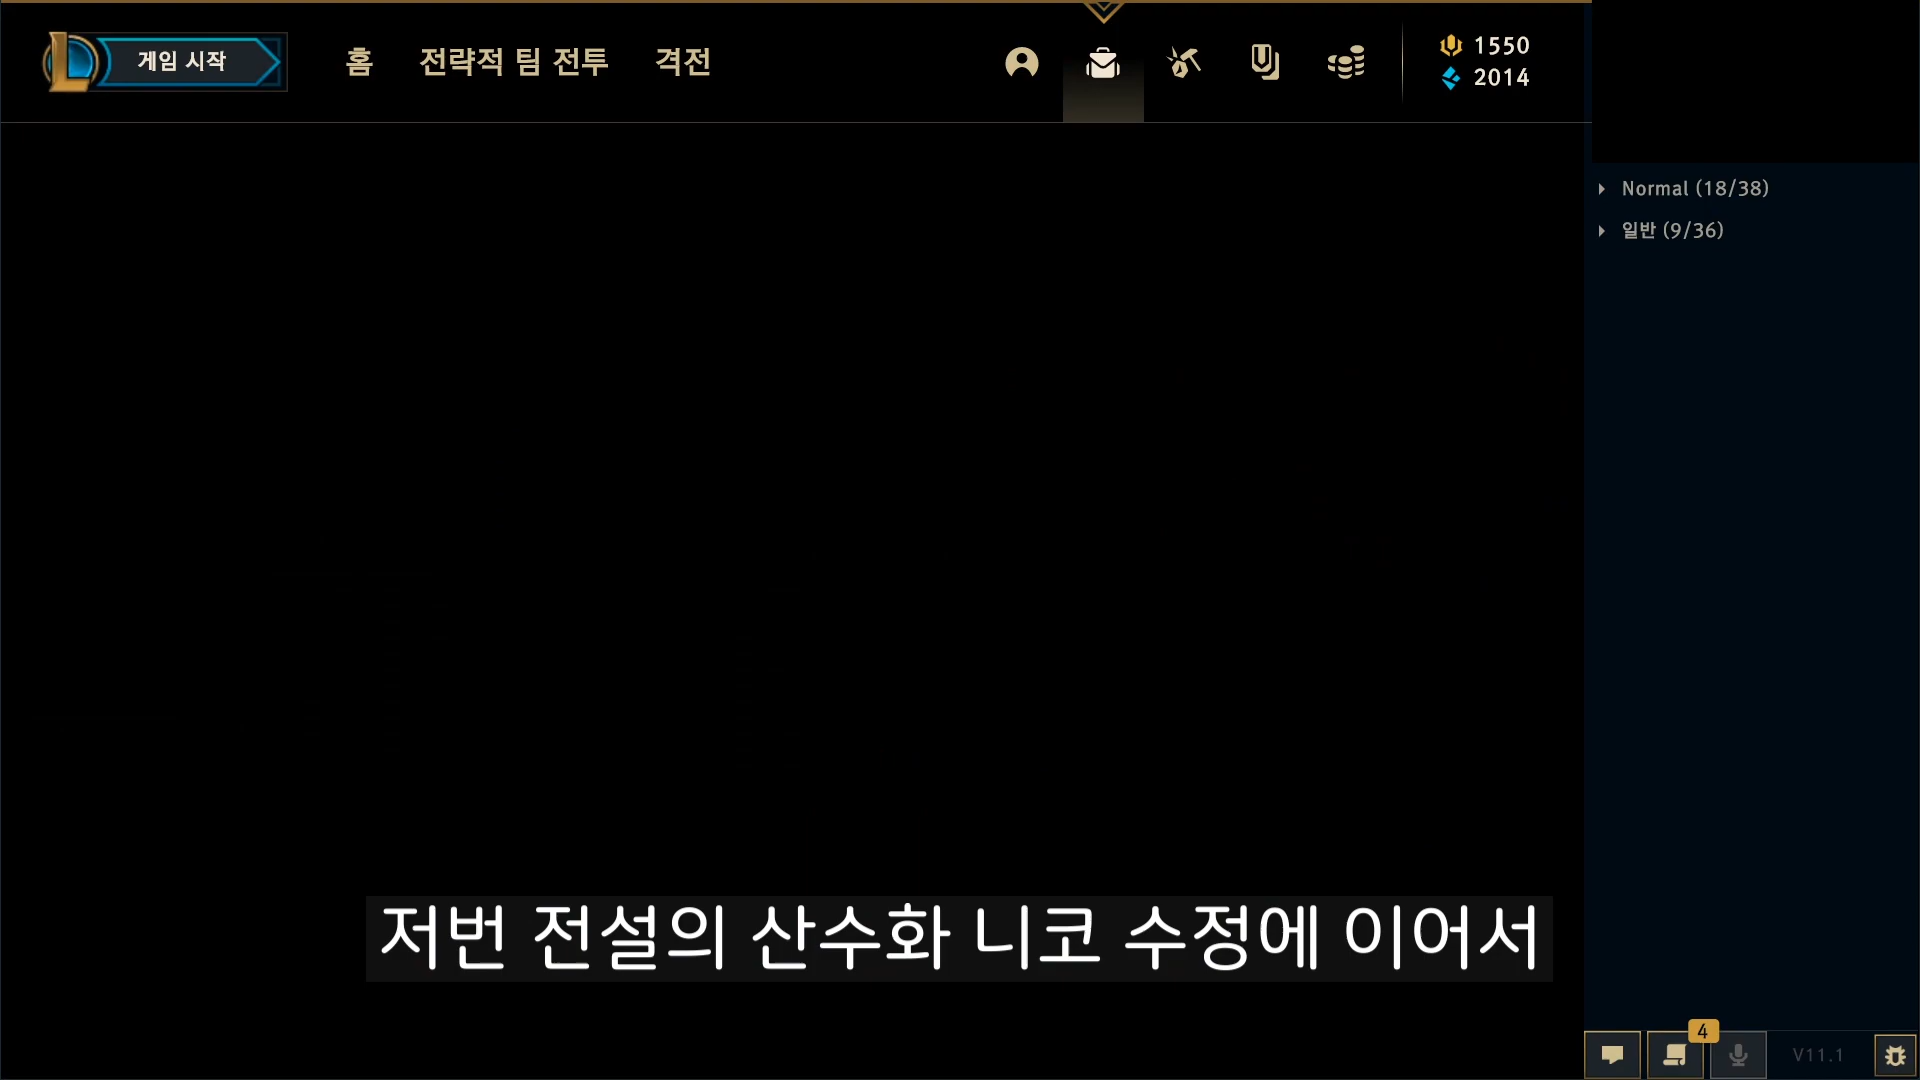 게임 시작
홈 전략적 팀 전투 격전
1550
2014
Normal (18/38)
일반 (9/36)
저번 전설의 산수화 니코 수정에 이어서
4
V11.1